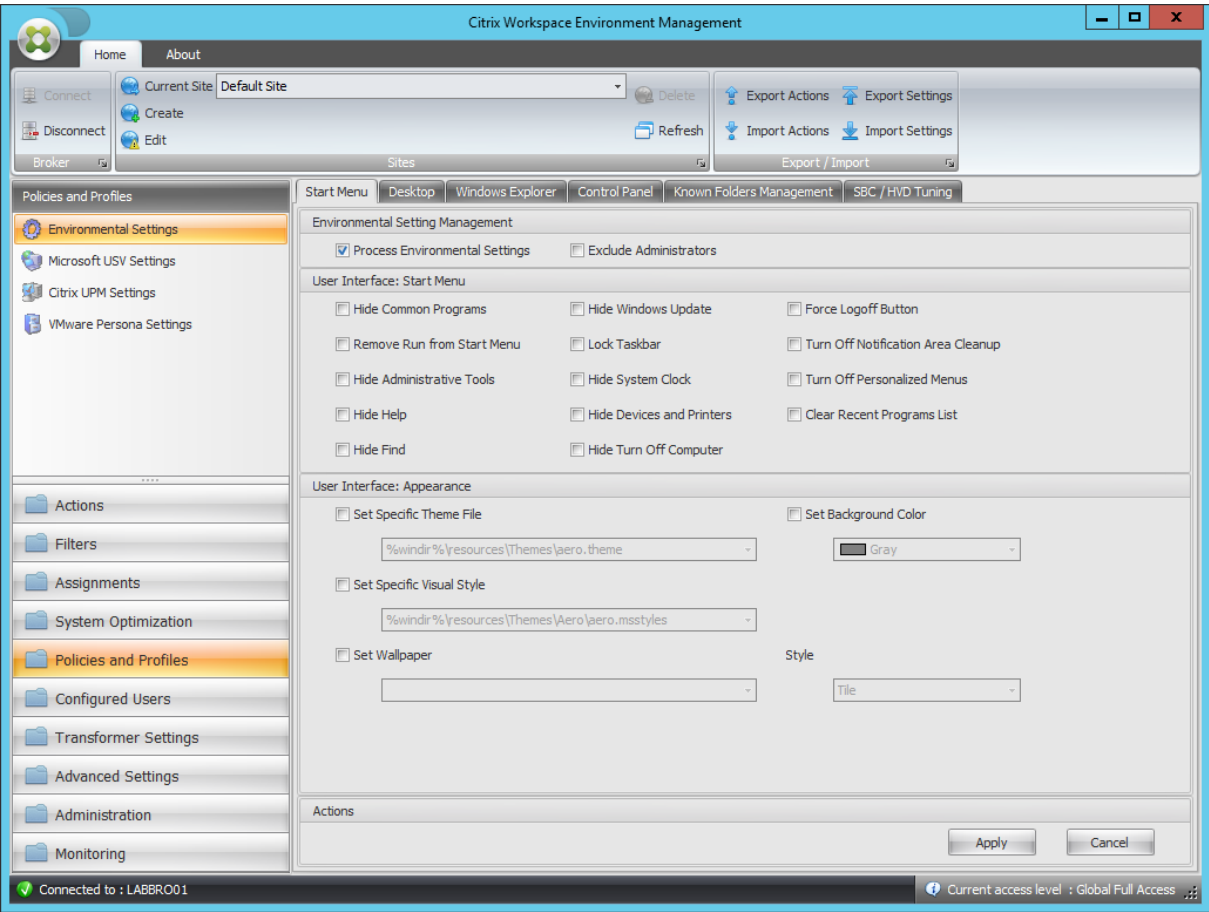 Citrix Workspace Environment Management
Home About
Connect
Disconnect
Broker
Current Site Default Site
Create
Edit
Delete
Refresh
Sites
Export Actions Export Settings
Import Actions Import Settings
Export / Import
Policies and Profiles
Environmental Settings
Microsoft USV Settings
Citrix UPM Settings
VMware Persona Settings
Actions
Filters
Assignments
System Optimization
Policies and Profiles
Configured Users
Transformer Settings
Advanced Settings
Administration
Monitoring
Start Menu Desktop Windows Explorer Control Panel Known Folders Management SBC / HVD Tuning
Environmental Setting Management
Process Environmental Settings Exclude Administrators
User Interface: Start Menu
Hide Common Programs Hide Windows Update Force Logoff Button
Remove Run from Start Menu Lock Taskbar Turn Off Notification Area Cleanup
Hide Administrative Tools Hide System Clock Turn Off Personalized Menus
Hide Help Hide Devices and Printers Clear Recent Programs List
Hide Find Hide Turn Off Computer
User Interface: Appearance
Set Specific Theme File Set Background Color
%windir%\resources\Themes\aero.theme Gray
Set Specific Visual Style
%windir%\resources\Themes\Aero\aero.msstyles
Set Wallpaper Style
Tile
Actions
Apply Cancel
Connected to : LABBRO01 Current access level : Global Full Access